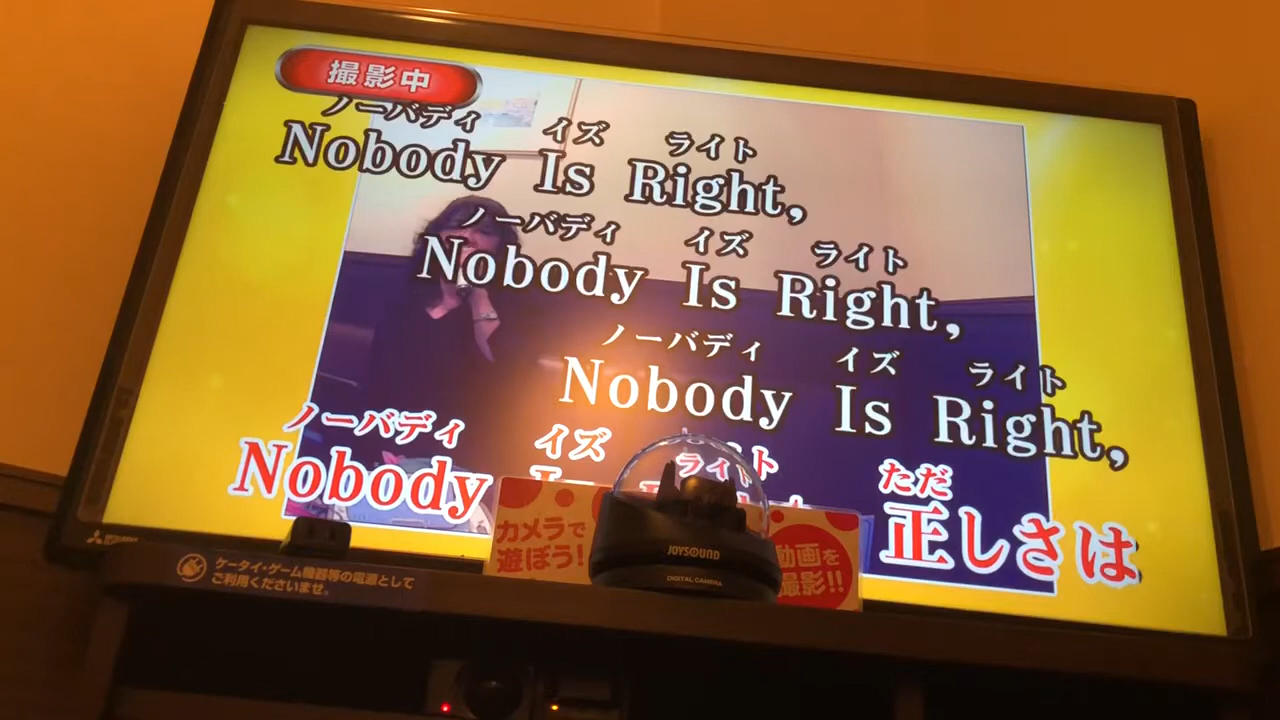 撮影中
ノーバディ イズ ライト
Nobody Is Right,
ノーバディ イズ ライト
Nobody Is Right,
ノーバディ イズ ライト
Nobody Is Right,
ノーバディ イズ ライト ただ
Nobody 正しさは
カメラで
遊ぼう!
動画を
撮影!!
JOYSOUND
DIGITAL CAMERA
MITSUBISHI
ケータイ・ゲーム機器等の電源として
ご利用くださいませ。